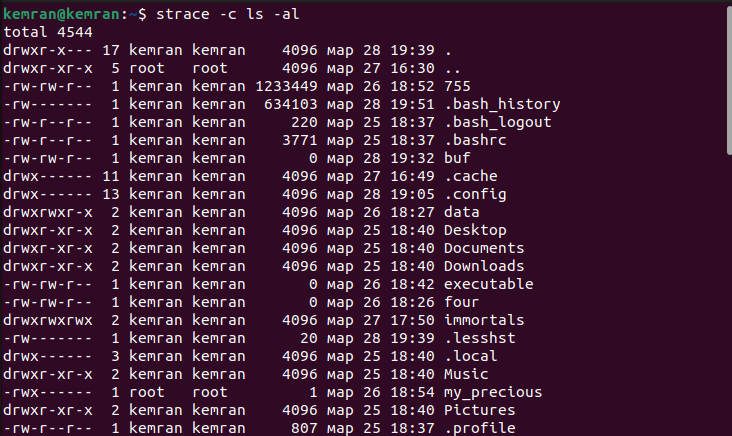 kemran@kemran:~$ strace -c ls -al
total 4544
drwxr-x--- 17 kemran kemran    4096 мар 28 19:39 .
drwxr-xr-x  5 root   root      4096 мар 27 16:30 ..
-rw-rw-r--  1 kemran kemran 1233449 мар 26 18:52 755
-rw-------  1 kemran kemran  634103 мар 28 19:51 .bash_history
-rw-r--r--  1 kemran kemran     220 мар 25 18:37 .bash_logout
-rw-r--r--  1 kemran kemran    3771 мар 25 18:37 .bashrc
-rw-rw-r--  1 kemran kemran       0 мар 28 19:32 buf
drwx------ 11 kemran kemran    4096 мар 27 16:49 .cache
drwx------ 13 kemran kemran    4096 мар 28 19:05 .config
drwxrwxr-x  2 kemran kemran    4096 мар 26 18:27 data
drwxr-xr-x  2 kemran kemran    4096 мар 25 18:40 Desktop
drwxr-xr-x  2 kemran kemran    4096 мар 25 18:40 Documents
drwxr-xr-x  2 kemran kemran    4096 мар 25 18:40 Downloads
-rw-rw-r--  1 kemran kemran       0 мар 26 18:42 executable
-rw-rw-r--  1 kemran kemran       0 мар 26 18:26 four
drwxrwxrwx  2 kemran kemran    4096 мар 27 17:50 immortals
-rw-------  1 kemran kemran      20 мар 28 19:39 .lesshst
drwx------  3 kemran kemran    4096 мар 25 18:40 .local
drwxr-xr-x  2 kemran kemran    4096 мар 25 18:40 Music
-rwx------  1 root   root         1 мар 26 18:54 my_precious
drwxr-xr-x  2 kemran kemran    4096 мар 25 18:40 Pictures
-rw-r--r--  1 kemran kemran     807 мар 25 18:37 .profile